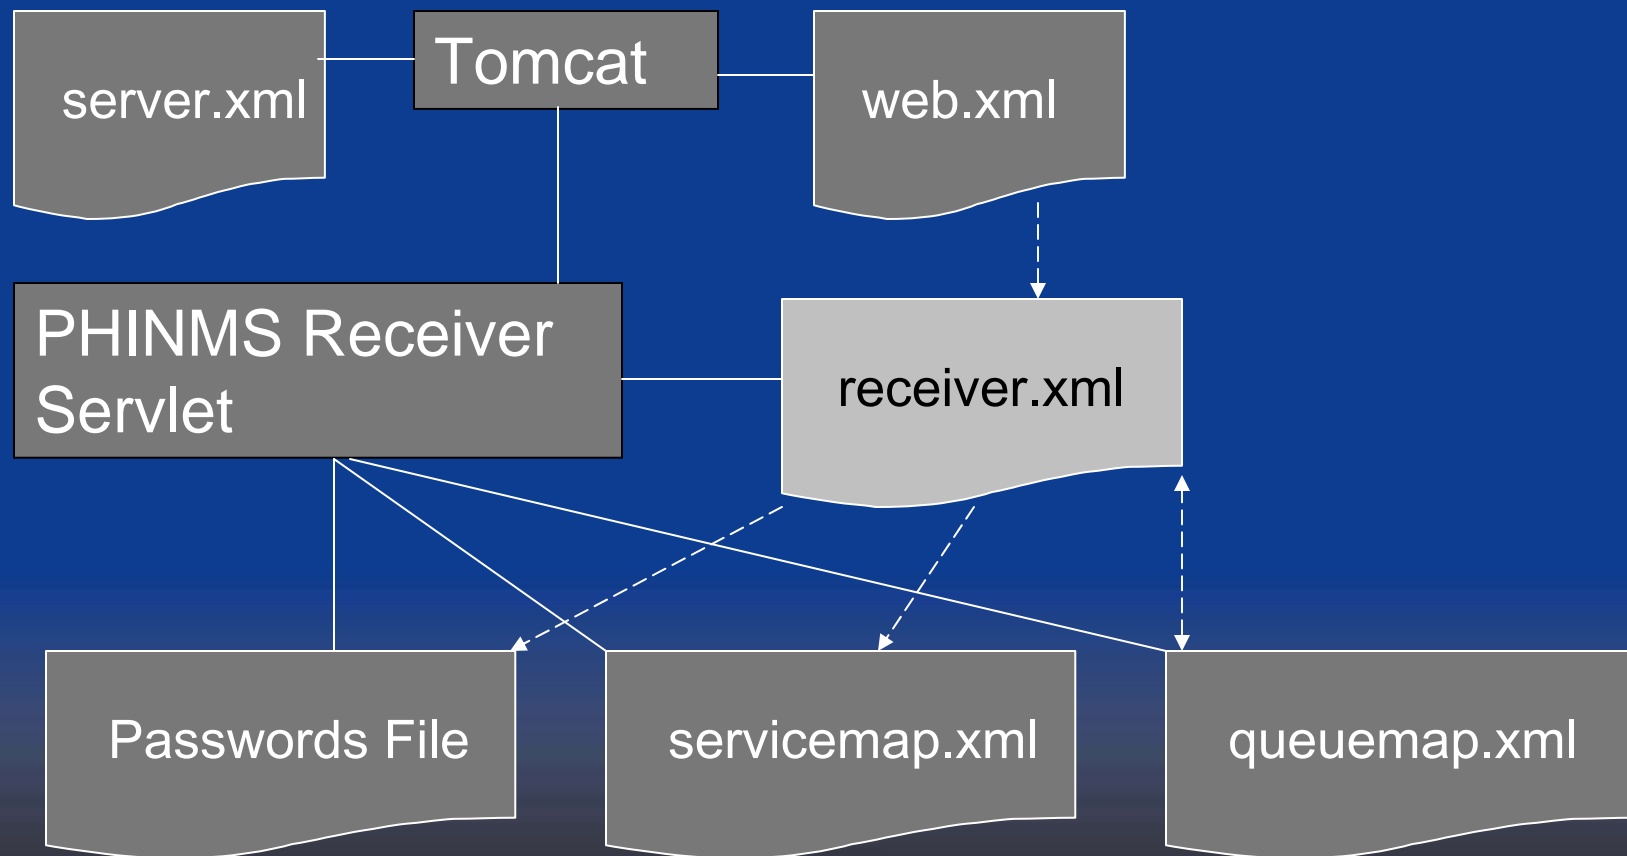 server.xml
Tomcat
web.xml
PHINMS Receiver
Servlet
receiver.xml
Passwords File
servicemap.xml
queuemap.xml